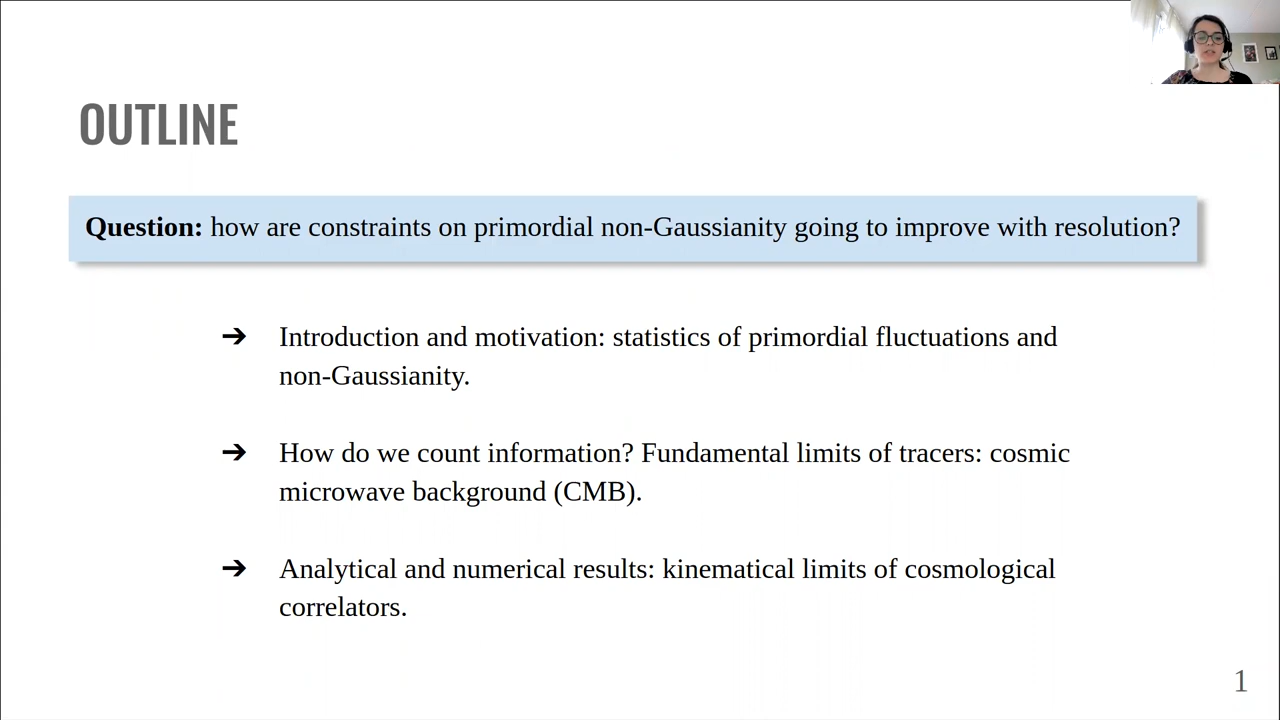 OUTLINE
Question: how are constraints on primordial non-Gaussianity going to improve with resolution?
➔ Introduction and motivation: statistics of primordial fluctuations and
non-Gaussianity.
➔ How do we count information? Fundamental limits of tracers: cosmic
microwave background (CMB).
➔ Analytical and numerical results: kinematical limits of cosmological
correlators.
1